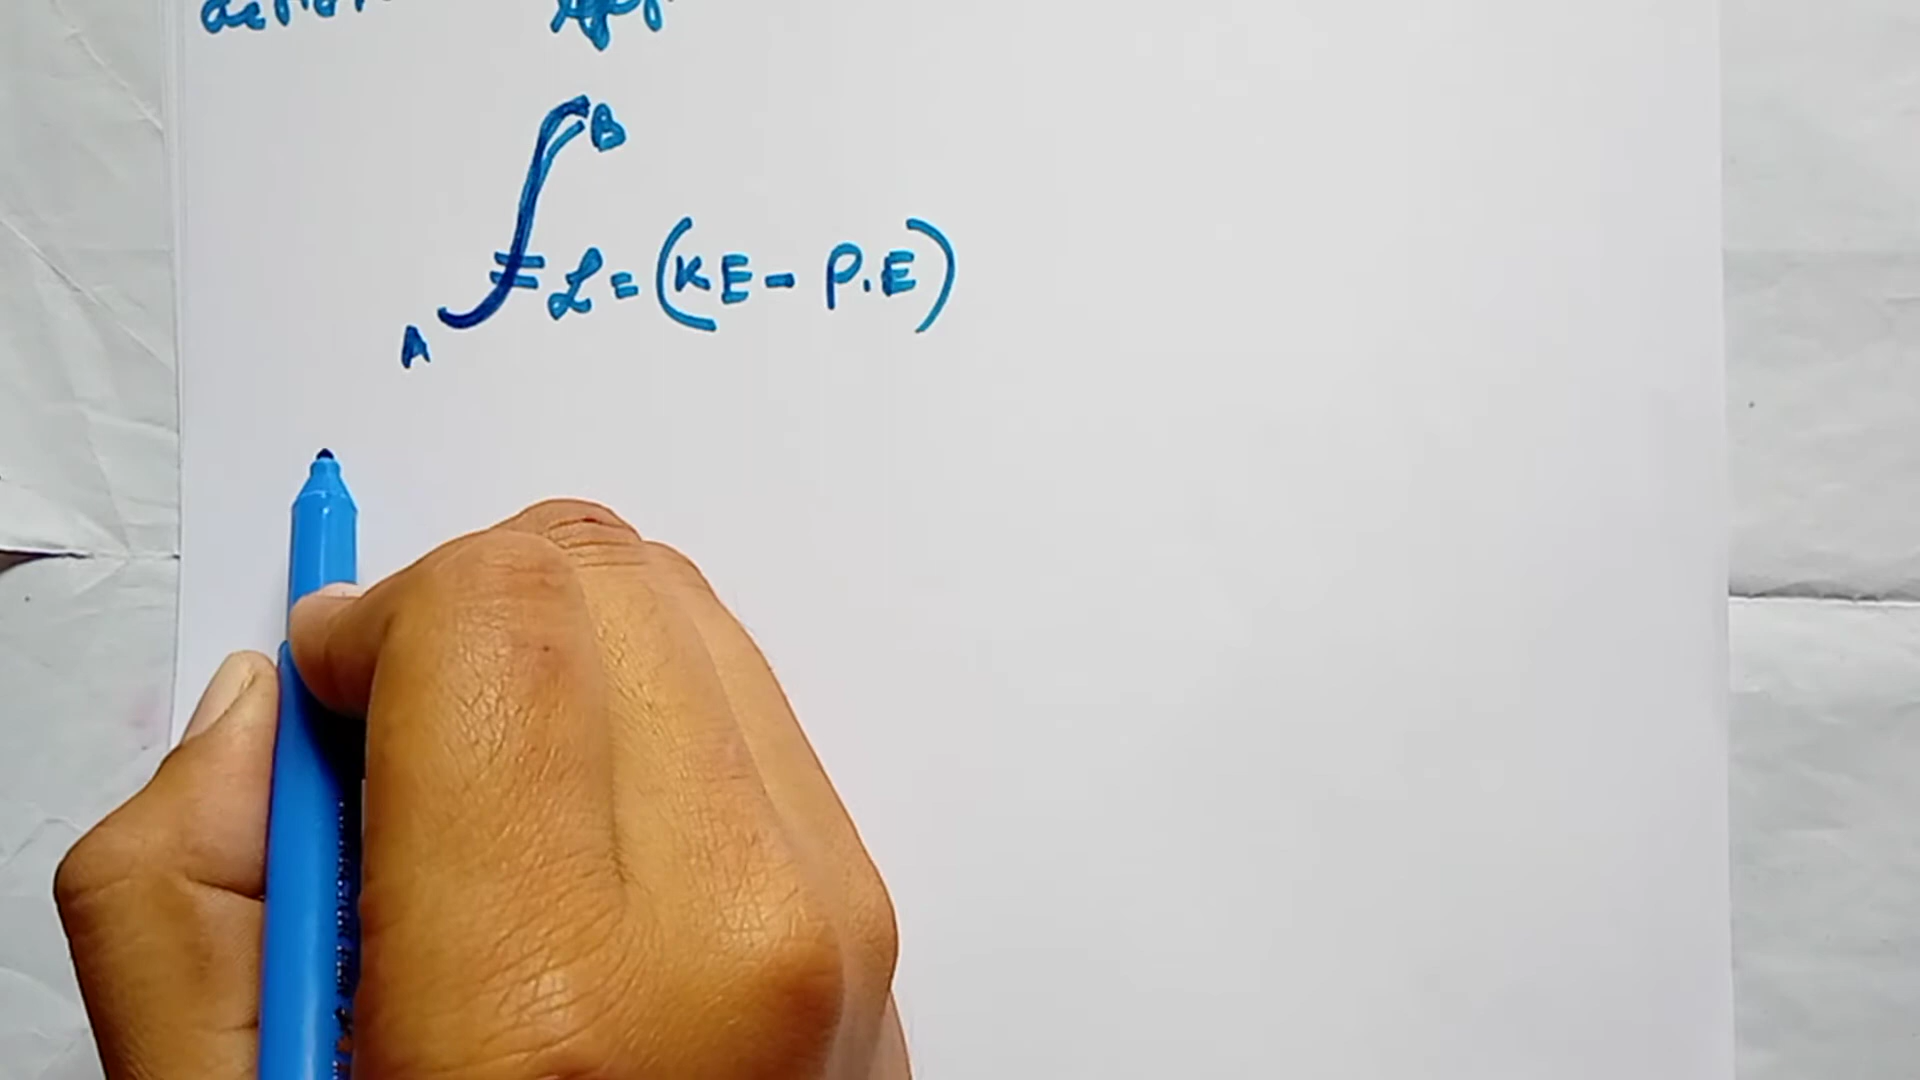 B
= L = (KE - P.E)
A